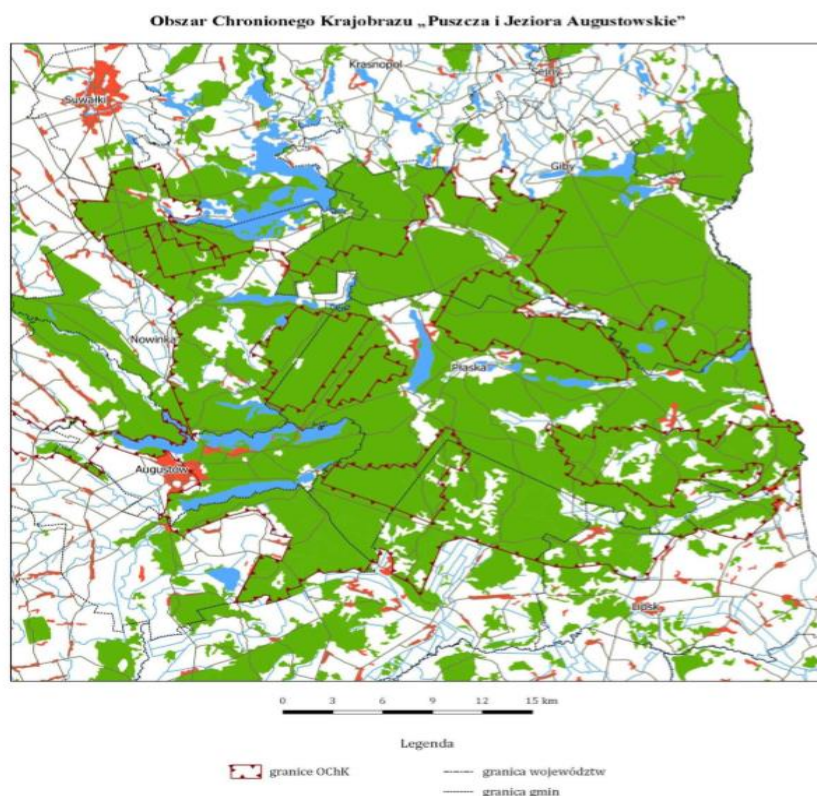 Obszar Chronionego Krajobrazu „Puszcza i Jeziora Augustowskie”
Krasnopol
Sejny
Suwałki
Giby
Nowinka
Płaska
Augustów
Lipsk
0 3 6 9 12 15 km
Legenda
granice OChK
granica województw
granica gmin